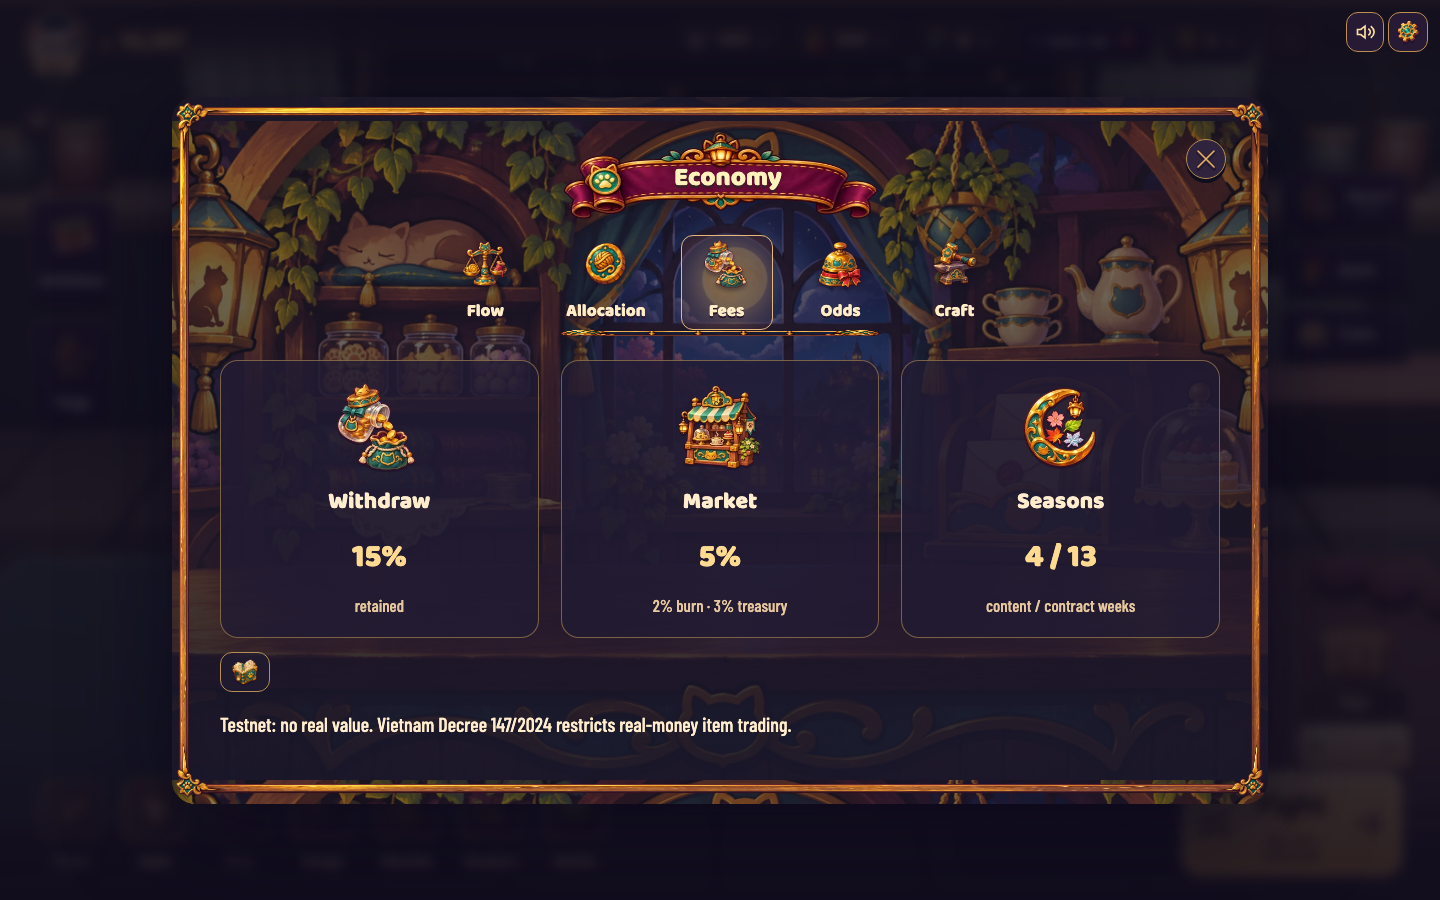 Economy
Flow
Allocation
Fees
Odds
Craft
Withdraw
Market
Seasons
15%
5%
4 / 13
retained
2% burn · 3% treasury
content / contract weeks
Testnet: no real value. Vietnam Decree 147/2024 restricts real-money item trading.